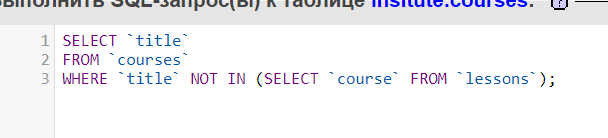 выполнить SQL-запрос(ы) к таблице insitute.courses:
1 SELECT `title`
2 FROM `courses`
3 WHERE `title` NOT IN (SELECT `course` FROM `lessons`);